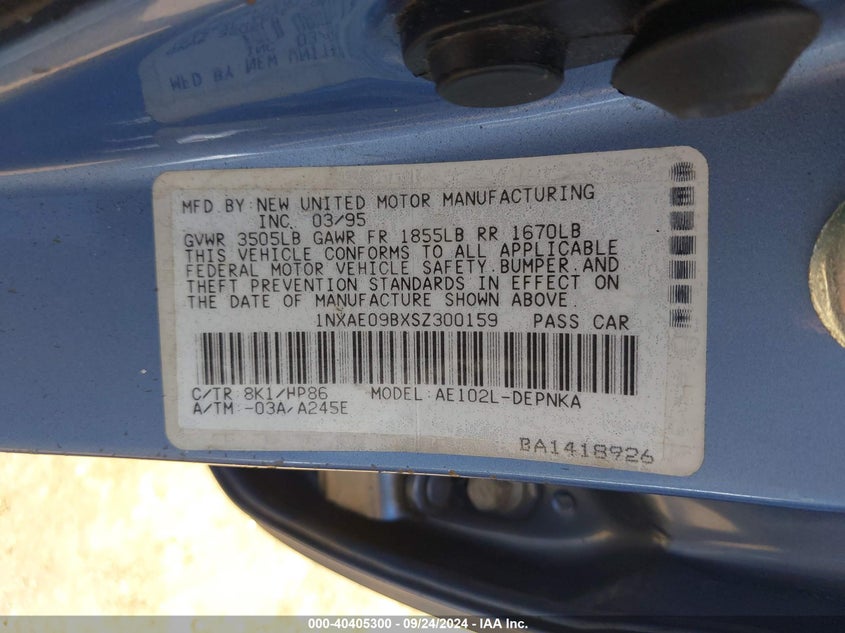 MFD. BY: NEW UNITED MOTOR MANUFACTURING
INC. 03/95
GVWR 3505LB GAWR FR 1855LB RR 1670LB
THIS VEHICLE CONFORMS TO ALL APPLICABLE
FEDERAL MOTOR VEHICLE SAFETY, BUMPER, AND
THEFT PREVENTION STANDARDS IN EFFECT ON
THE DATE OF MANUFACTURE SHOWN ABOVE.
1NXAE09BXSZ300159 PASS CAR
C/TR: 8K1/HP86 MODEL: AE102L-DEPNKA
A/TM: -03A/A245E
BA1418926
000-40405300 - 09/24/2024 - IAA Inc.